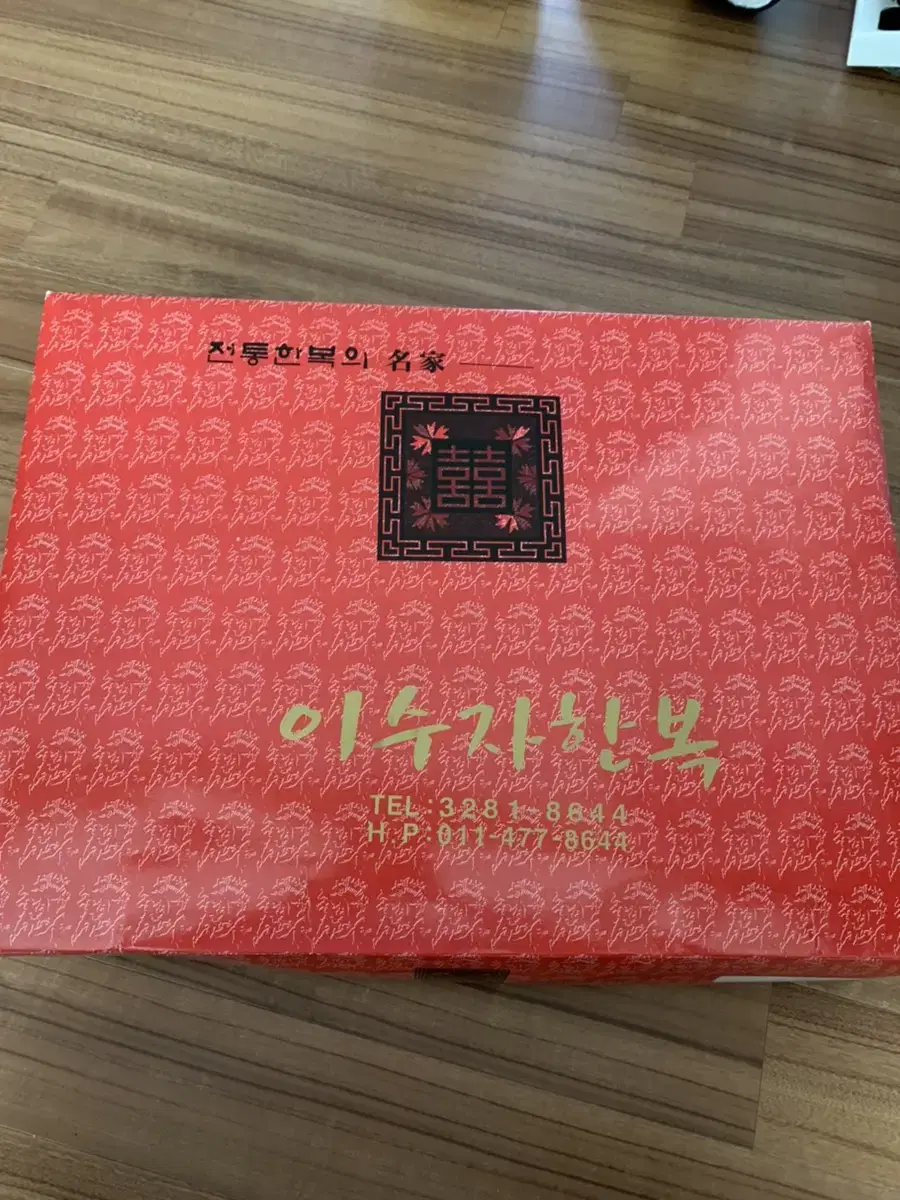 전통한복의 名家
囍
이수자한복
TEL:3281-8644
H.P:011-477-8644